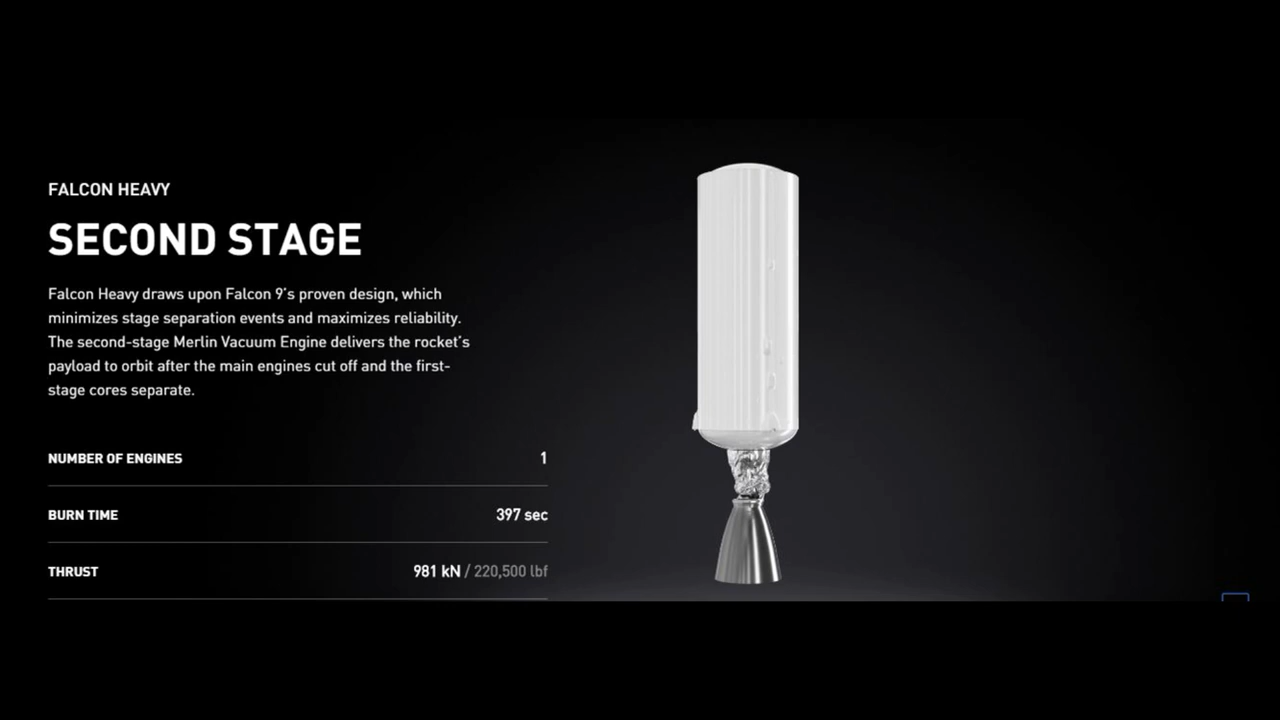 FALCON HEAVY
SECOND STAGE
Falcon Heavy draws upon Falcon 9's proven design, which
minimizes stage separation events and maximizes reliability.
The second-stage Merlin Vacuum Engine delivers the rocket's
payload to orbit after the main engines cut off and the first-
stage cores separate.
NUMBER OF ENGINES 1
BURN TIME 397 sec
THRUST 981 kN / 220,500 lbf